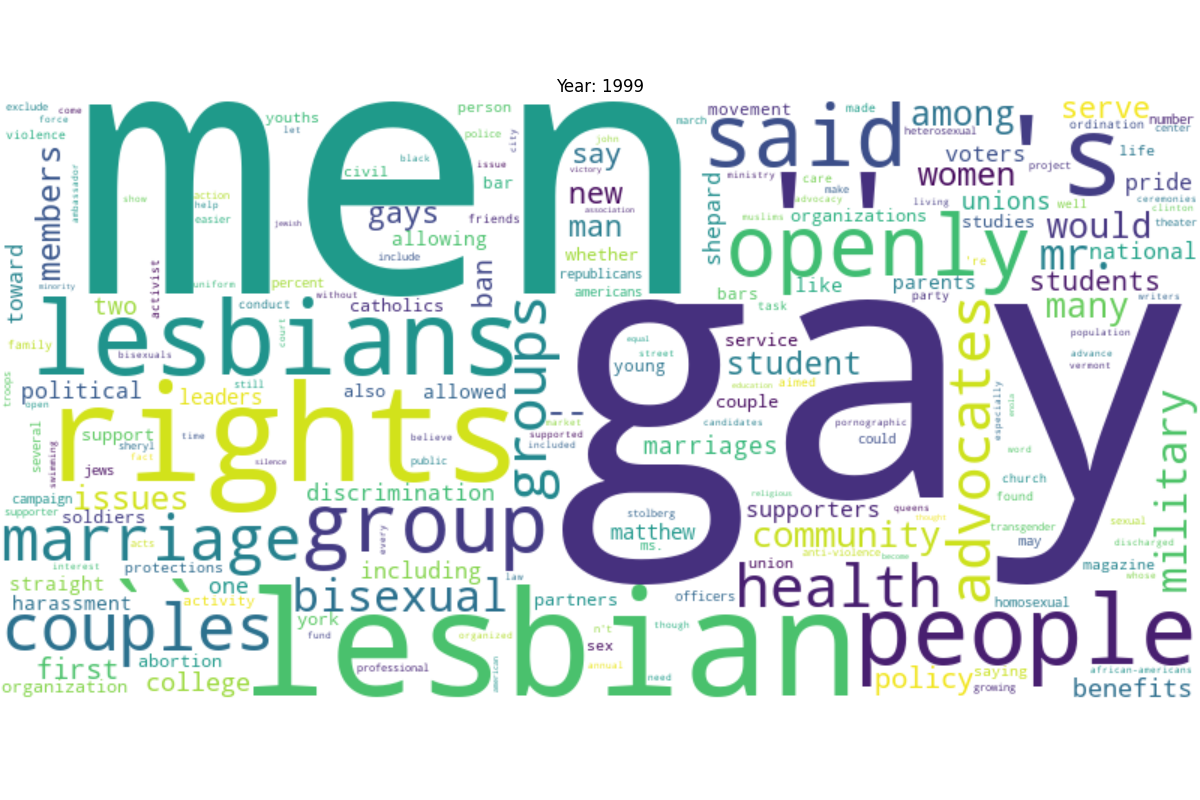 Year: 1999
exclude come men person said among 's serve
force youths police march movement made heterosexual ordination number center
violence let city john voters life
members ambassador civil black issue say victory ministry care make women project pride
show action help easier jewish gays bar new association shepard muslims advocacy organizations living unions well ceremonies clinton
toward allowing friends man '' openly studies would theater
minority uniform percent include ban whether republicans americans like 're parents mr. national
activist without catholics bars task party students writers
two conduct lesbians groups gay advocates many
family bisexuals court equal street service student population
troops political leaders still also allowed young education aimed couple advance vermont
open rights -- market candidates pornographic especially enola military
several swimming support sheryl fact time believe public supported included marriages could word
jews silence religious church found
campaign supporter issues discrimination supporters queens thought
soldiers group every stolberg matthew ms. community anti-violence become transgender may sexual discharged
marriage acts protections interest including law union magazine whose
straight `` one bisexual partners officers health homosexual
harassment activity
couples york fund lesbian organized n't though sex people
first abortion professional american need annual policy saying african-americans
organization college growing benefits